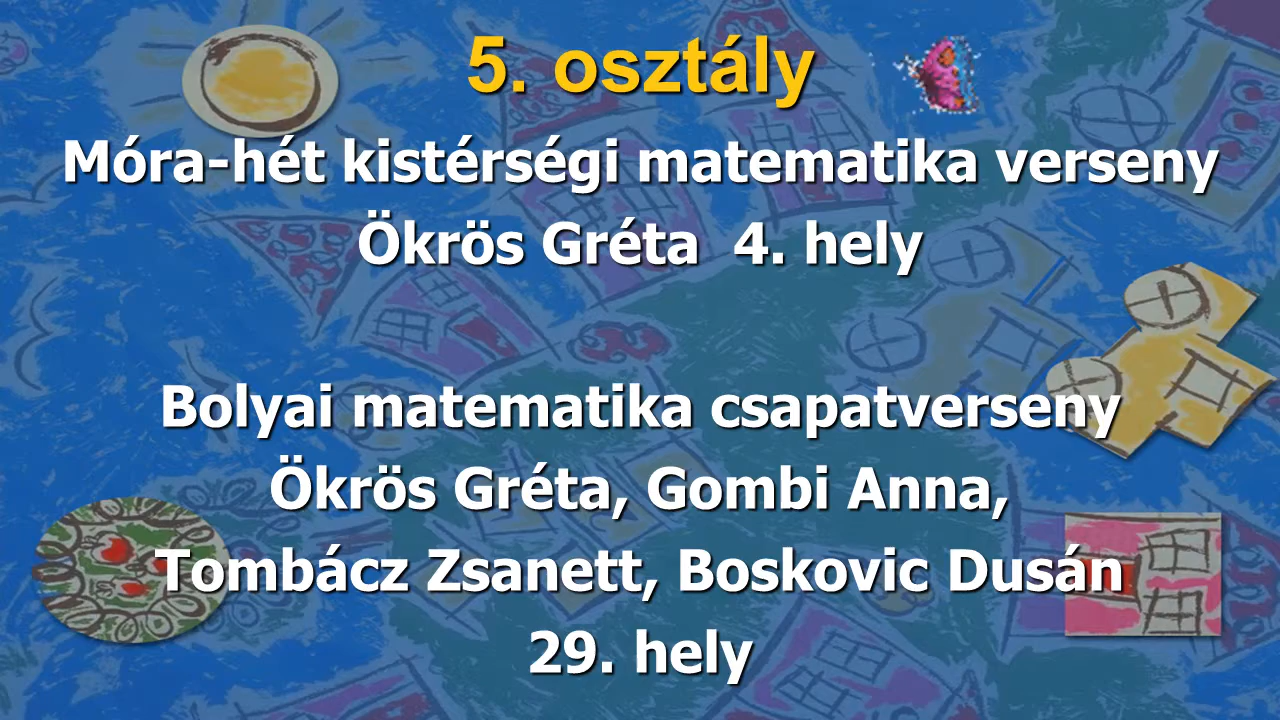 5. osztály
Móra-hét kistérségi matematika verseny
Ökrös Gréta  4. hely
Bolyai matematika csapatverseny
Ökrös Gréta, Gombi Anna,
Tombácz Zsanett, Boskovic Dusán
29. hely